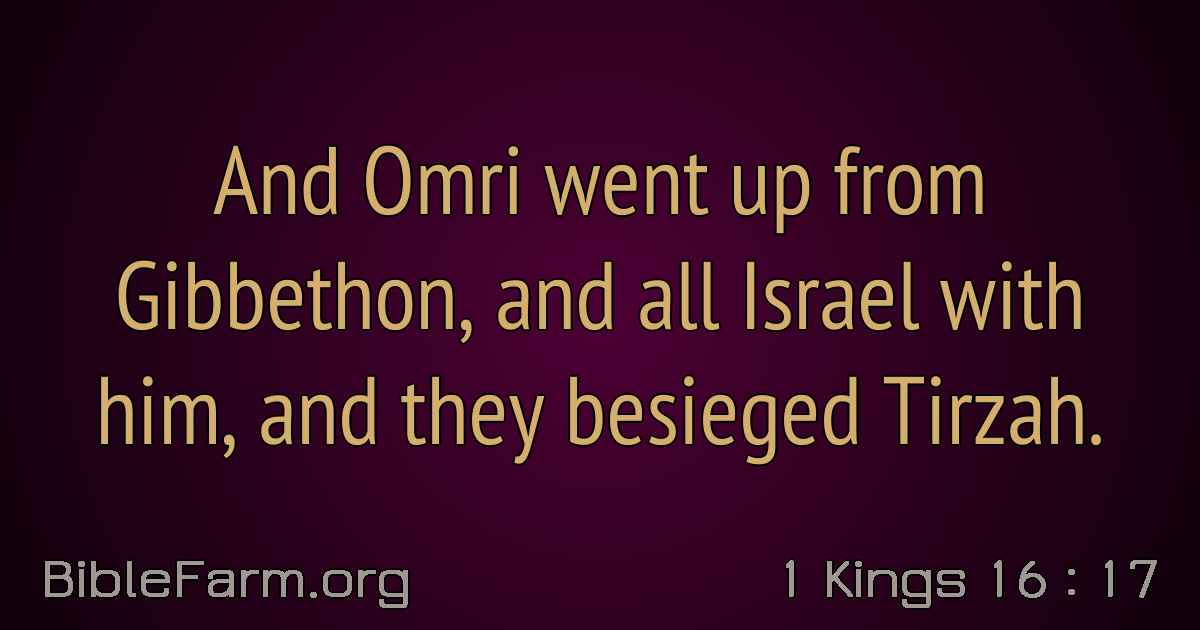 And Omri went up from
Gibbethon, and all Israel with
him, and they besieged Tirzah.
BibleFarm.org
1 Kings 16 : 17